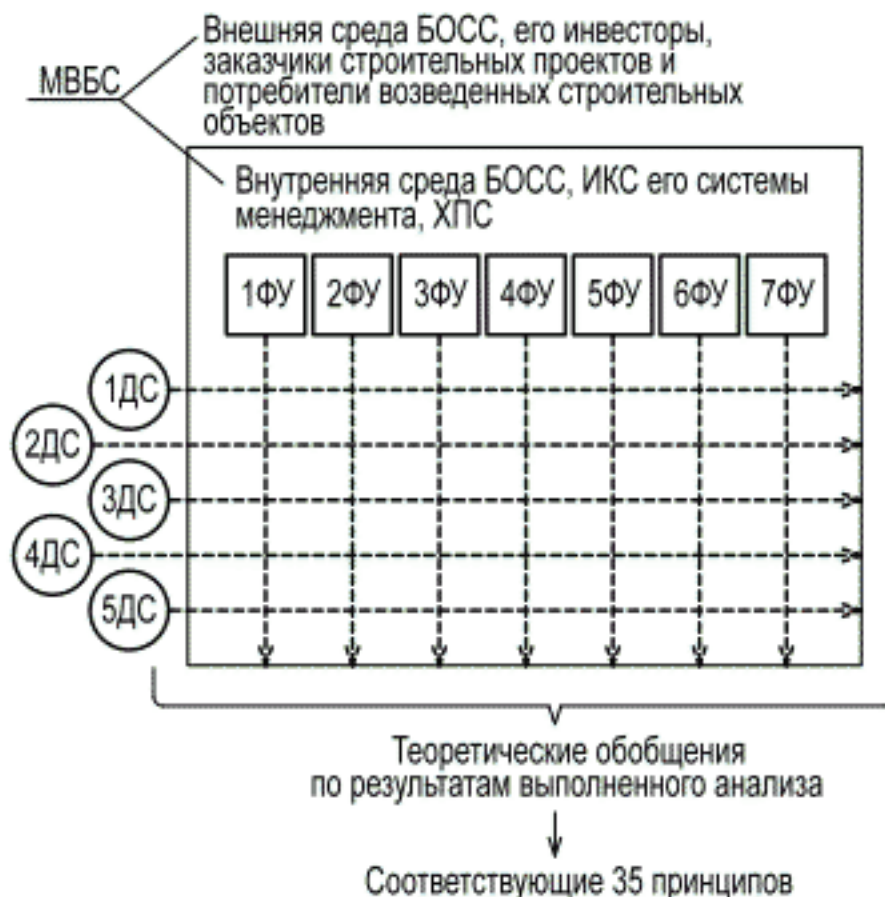 Внешняя среда БОСС, его инвесторы,
заказчики строительных проектов и
потребители возведенных строительных
объектов
МВБС
Внутренняя среда БОСС, ИКС его системы
менеджмента, ХПС
1ФУ 2ФУ 3ФУ 4ФУ 5ФУ 6ФУ 7ФУ
1ДС
2ДС
3ДС
4ДС
5ДС
Теоретические обобщения
по результатам выполненного анализа
Соответствующие 35 принципов